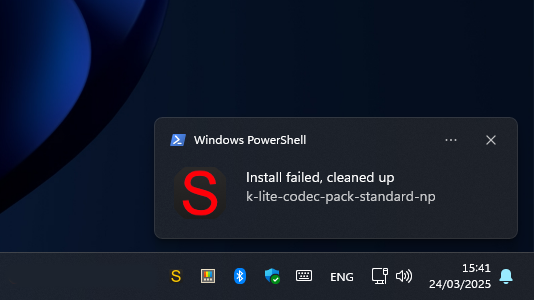 Windows PowerShell
S
Install failed, cleaned up
k-lite-codec-pack-standard-np
S
ENG
15:41
24/03/2025